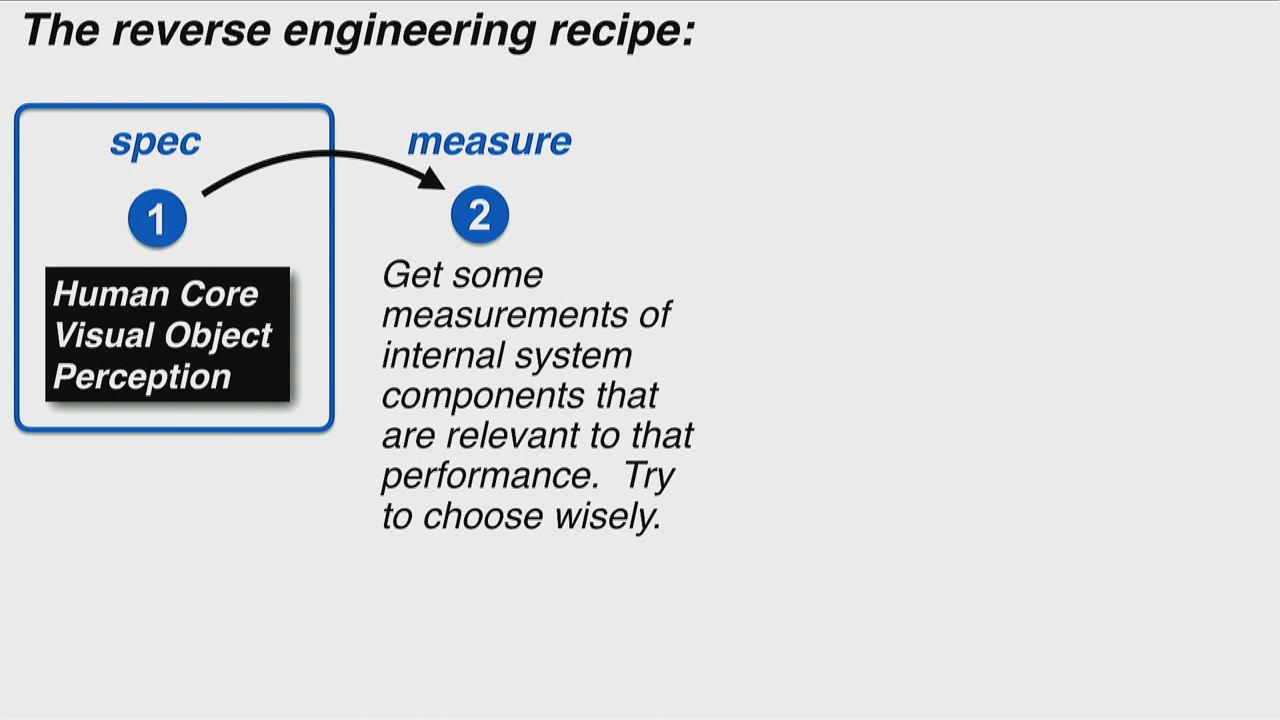 The reverse engineering recipe:
spec
1
Human Core
Visual Object
Perception
measure
2
Get some
measurements of
internal system
components that
are relevant to that
performance.  Try
to choose wisely.